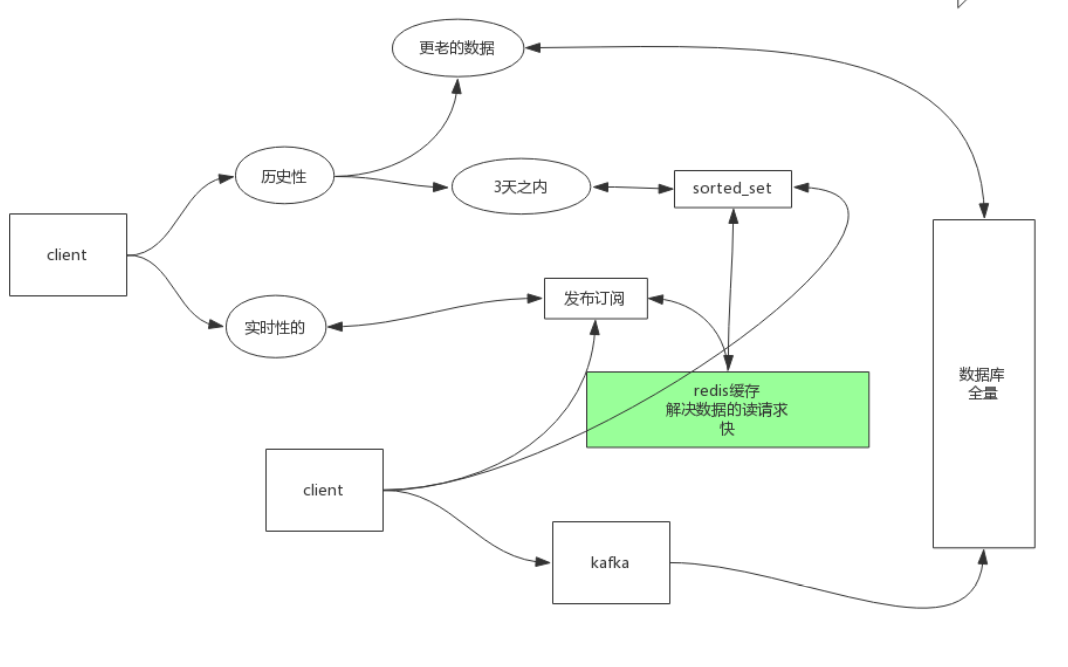 更老的数据
历史性
3天之内
sorted_set
client
实时性的
发布订阅
数据库
全量
redis缓存
解决数据的读请求
快
client
kafka